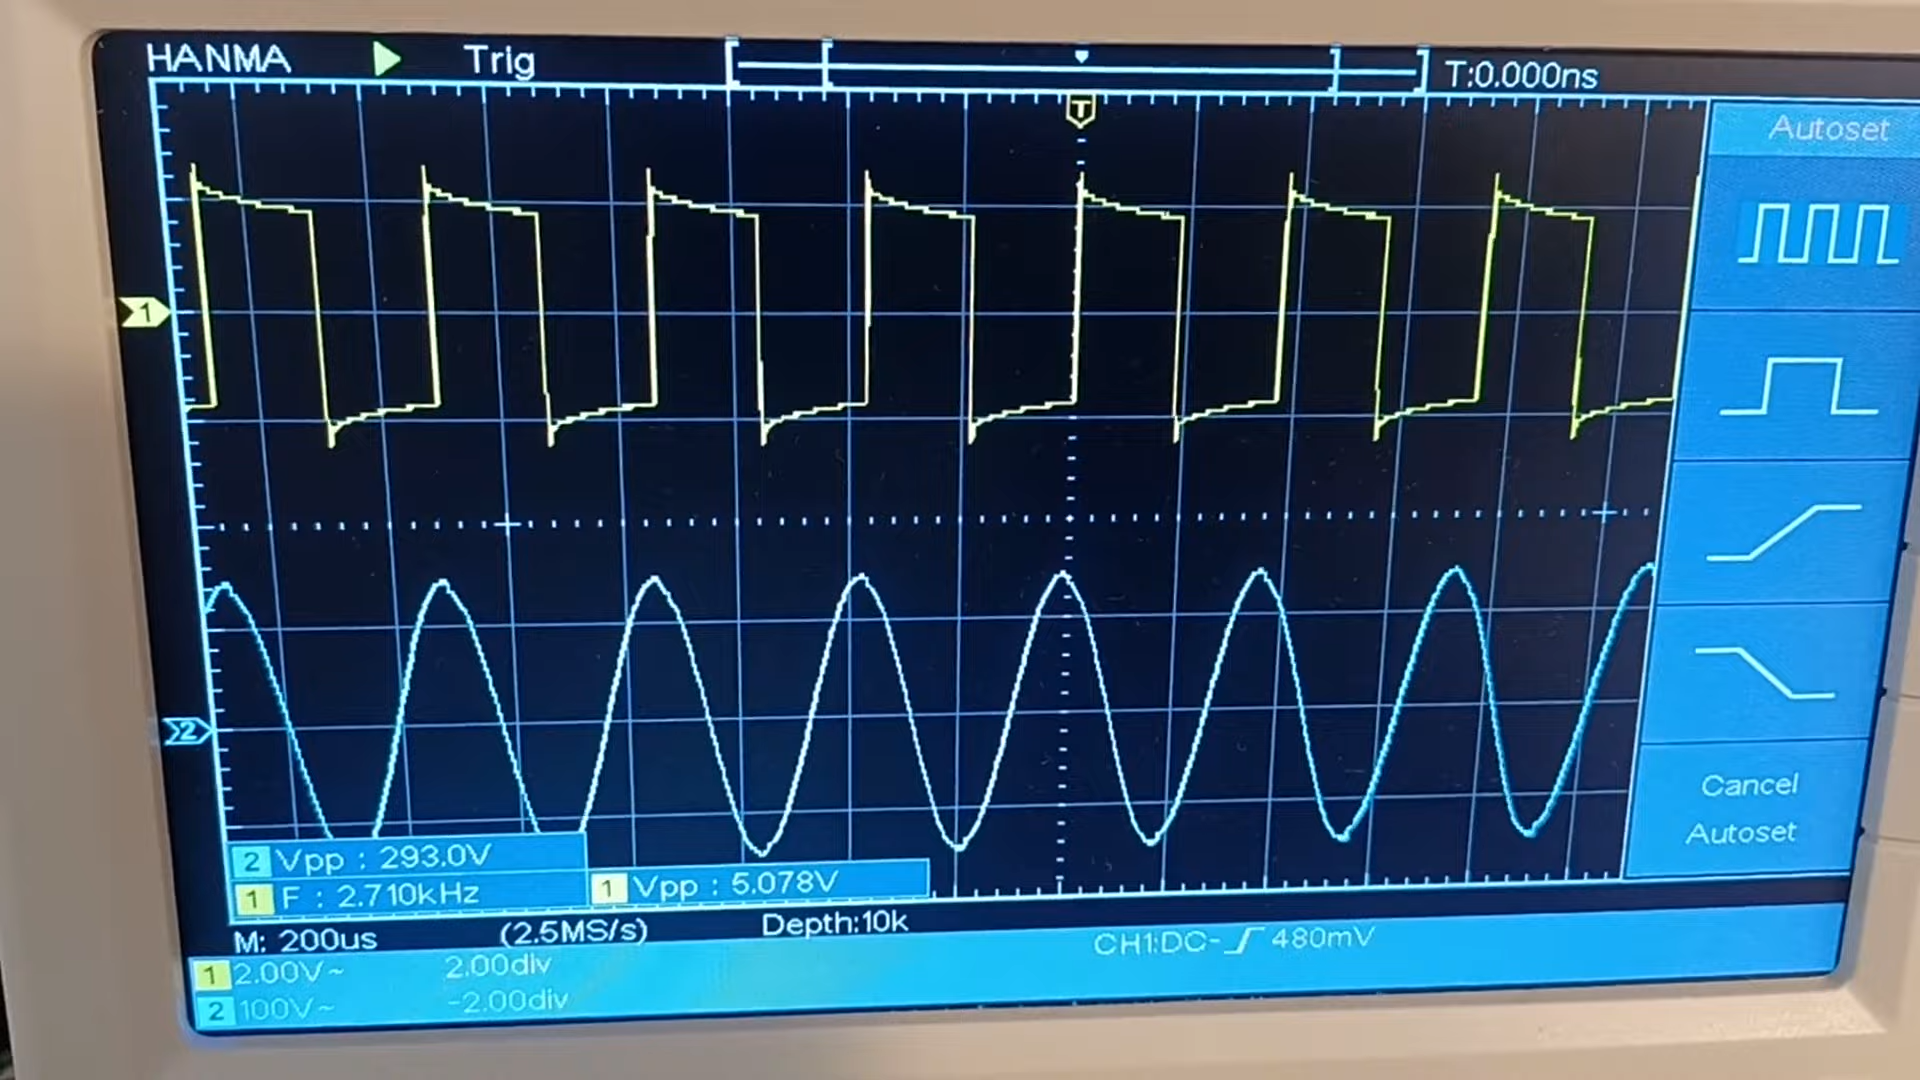 HANMA Trig T:0.000ns
T
Autoset
1
2
Cancel
Autoset
2 Vpp : 293.0V
1 F : 2.710kHz 1 Vpp : 5.078V
M: 200us (2.5MS/s) Depth:10k
CH1:DC- 480mV
1 2.00V~ 2.00div
2 100V~ -2.00div